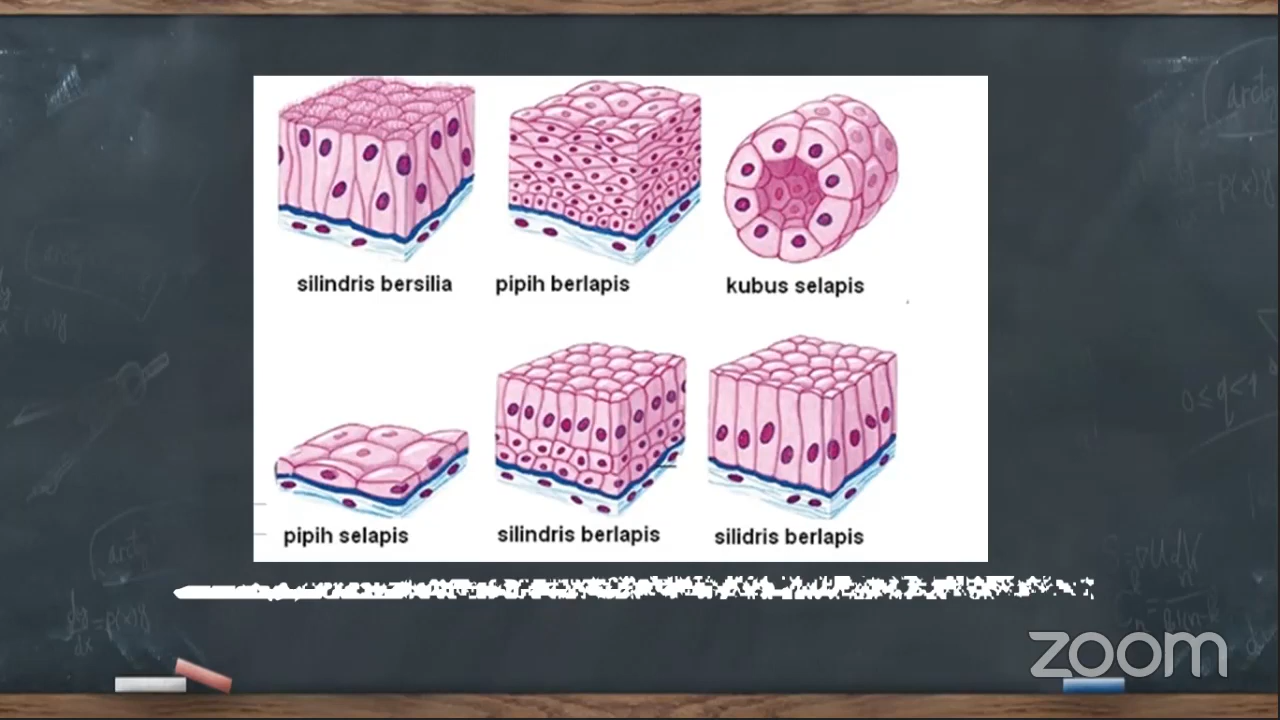 silindris bersilia
pipih berlapis
kubus selapis
pipih selapis
silindris berlapis
silidris berlapis
zoom